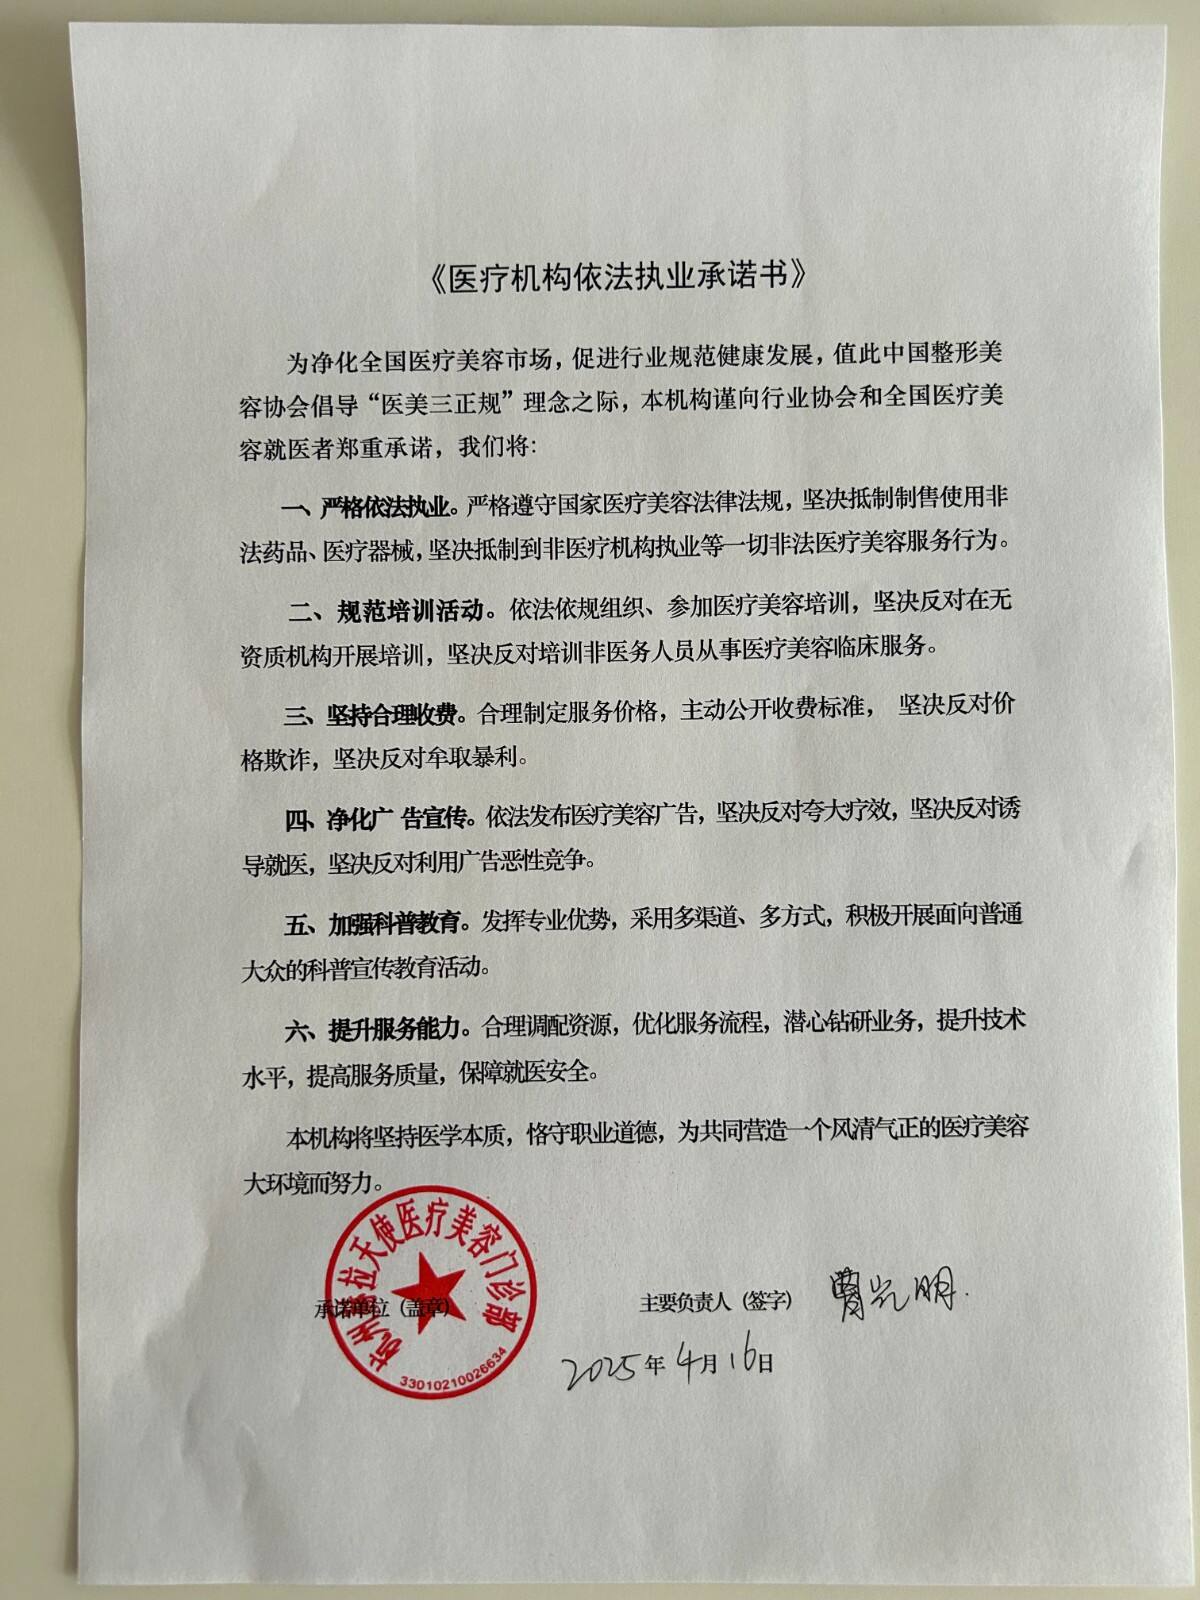 《医疗机构依法执业承诺书》
为净化全国医疗美容市场，促进行业规范健康发展，值此中国整形美
容协会倡导“医美三正规”理念之际，本机构谨向行业协会和全国医疗美
容就医者郑重承诺，我们将：
一、严格依法执业。严格遵守国家医疗美容法律法规，坚决抵制制售使用非
法药品、医疗器械，坚决抵制到非医疗机构执业等一切非法医疗美容服务行为。
二、规范培训活动。依法依规组织、参加医疗美容培训，坚决反对在无
资质机构开展培训，坚决反对培训非医务人员从事医疗美容临床服务。
三、坚持合理收费。合理制定服务价格，主动公开收费标准， 坚决反对价
格欺诈，坚决反对牟取暴利。
四、净化广 告宣传。依法发布医疗美容广告，坚决反对夸大疗效，坚决反对诱
导就医，坚决反对利用广告恶性竞争。
五、加强科普教育。发挥专业优势，采用多渠道、多方式，积极开展面向普通
大众的科普宣传教育活动。
六、提升服务能力。合理调配资源，优化服务流程，潜心钻研业务，提升技术
水平，提高服务质量，保障就医安全。
本机构将坚持医学本质，恪守职业道德，为共同营造一个风清气正的医疗美容
大环境而努力。
杭州 拉天使医疗美容门诊部
承诺单位（盖章）
主要负责人（签字） 明
33010210026634
2025年4月16日